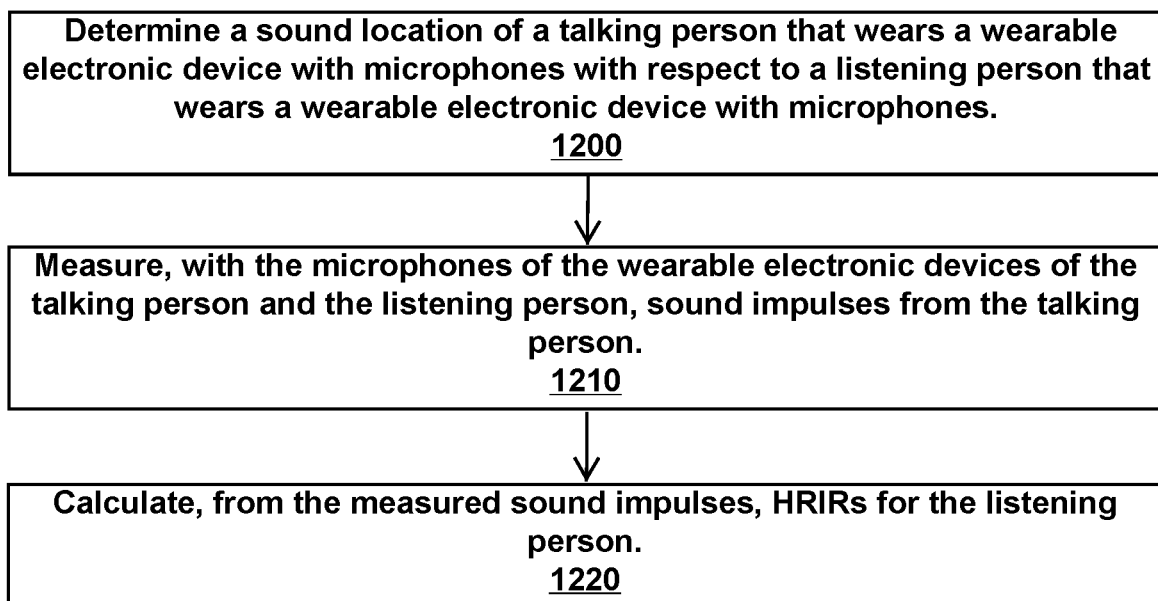 Determine a sound location of a talking person that wears a wearable
electronic device with microphones with respect to a listening person that
wears a wearable electronic device with microphones.
1200
Measure, with the microphones of the wearable electronic devices of the
talking person and the listening person, sound impulses from the talking
person.
1210
Calculate, from the measured sound impulses, HRIRs for the listening
person.
1220